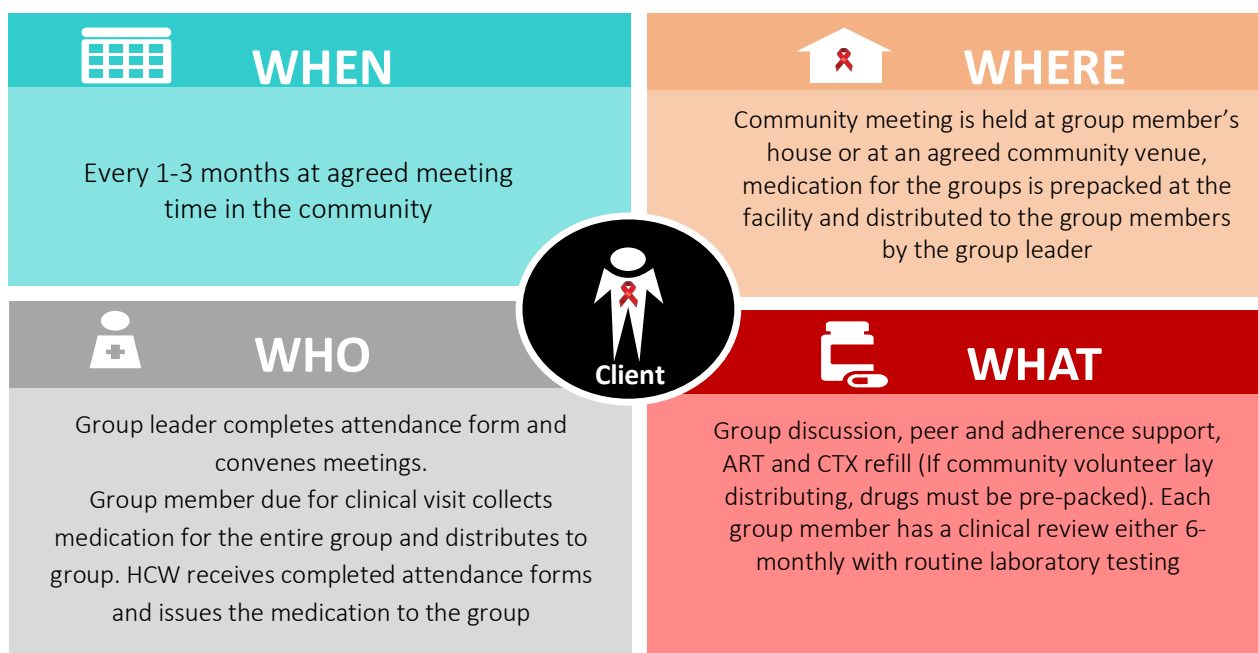 WHEN
Every 1-3 months at agreed meeting
time in the community
WHERE
Community meeting is held at group member’s
house or at an agreed community venue,
medication for the groups is prepacked at the
facility and distributed to the group members
by the group leader
Client
WHO
Group leader completes attendance form and
convenes meetings.
Group member due for clinical visit collects
medication for the entire group and distributes to
group. HCW receives completed attendance forms
and issues the medication to the group
WHAT
Group discussion, peer and adherence support,
ART and CTX refill (If community volunteer lay
distributing, drugs must be pre-packed). Each
group member has a clinical review either 6-
monthly with routine laboratory testing